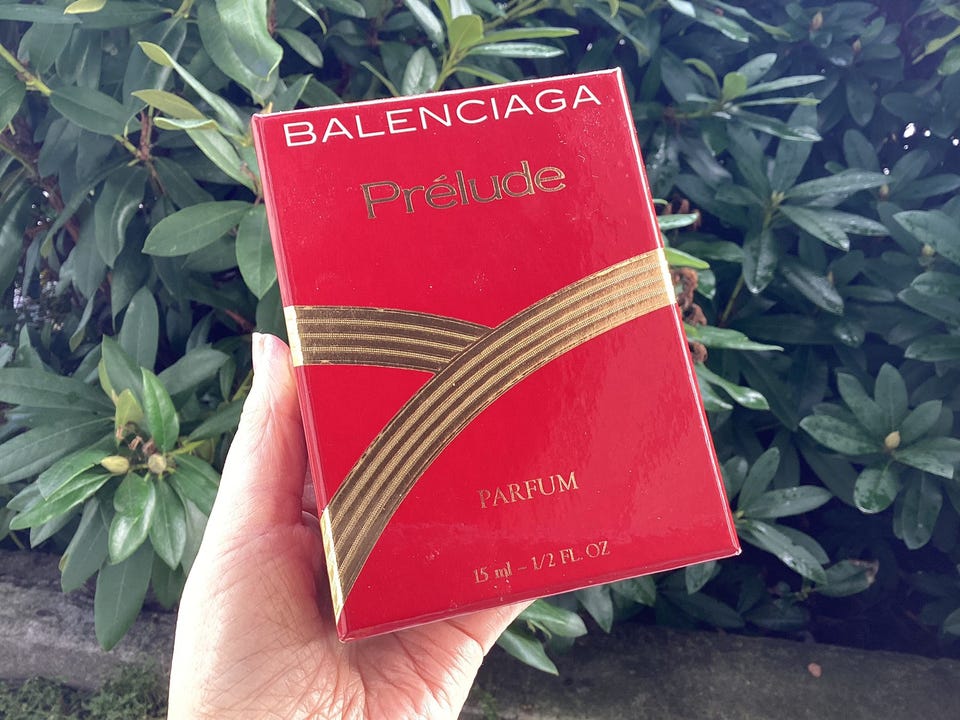 BALENCIAGA
Prélude
PARFUM
15 ml – 1/2 FL. OZ